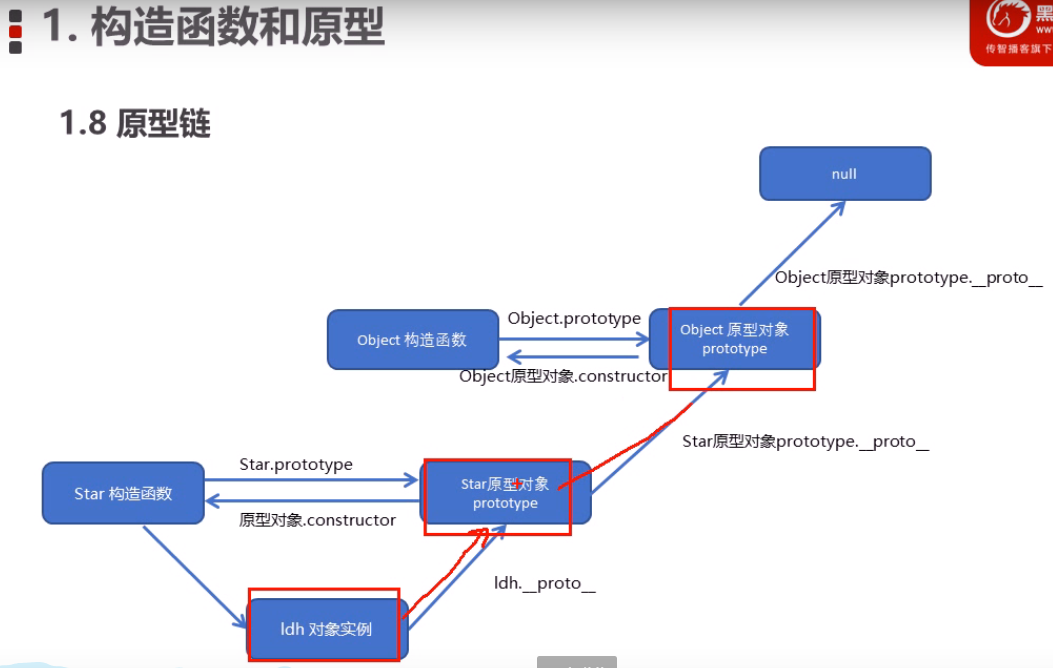 1. 构造函数和原型
黑
www
传智播客旗下
1.8 原型链
null
Object原型对象prototype.__proto__
Object 构造函数
Object.prototype
Object 原型对象
prototype
Object原型对象.constructor
Star原型对象prototype.__proto__
Star 构造函数
Star.prototype
Star原型对象
prototype
原型对象.constructor
ldh.__proto__
ldh 对象实例